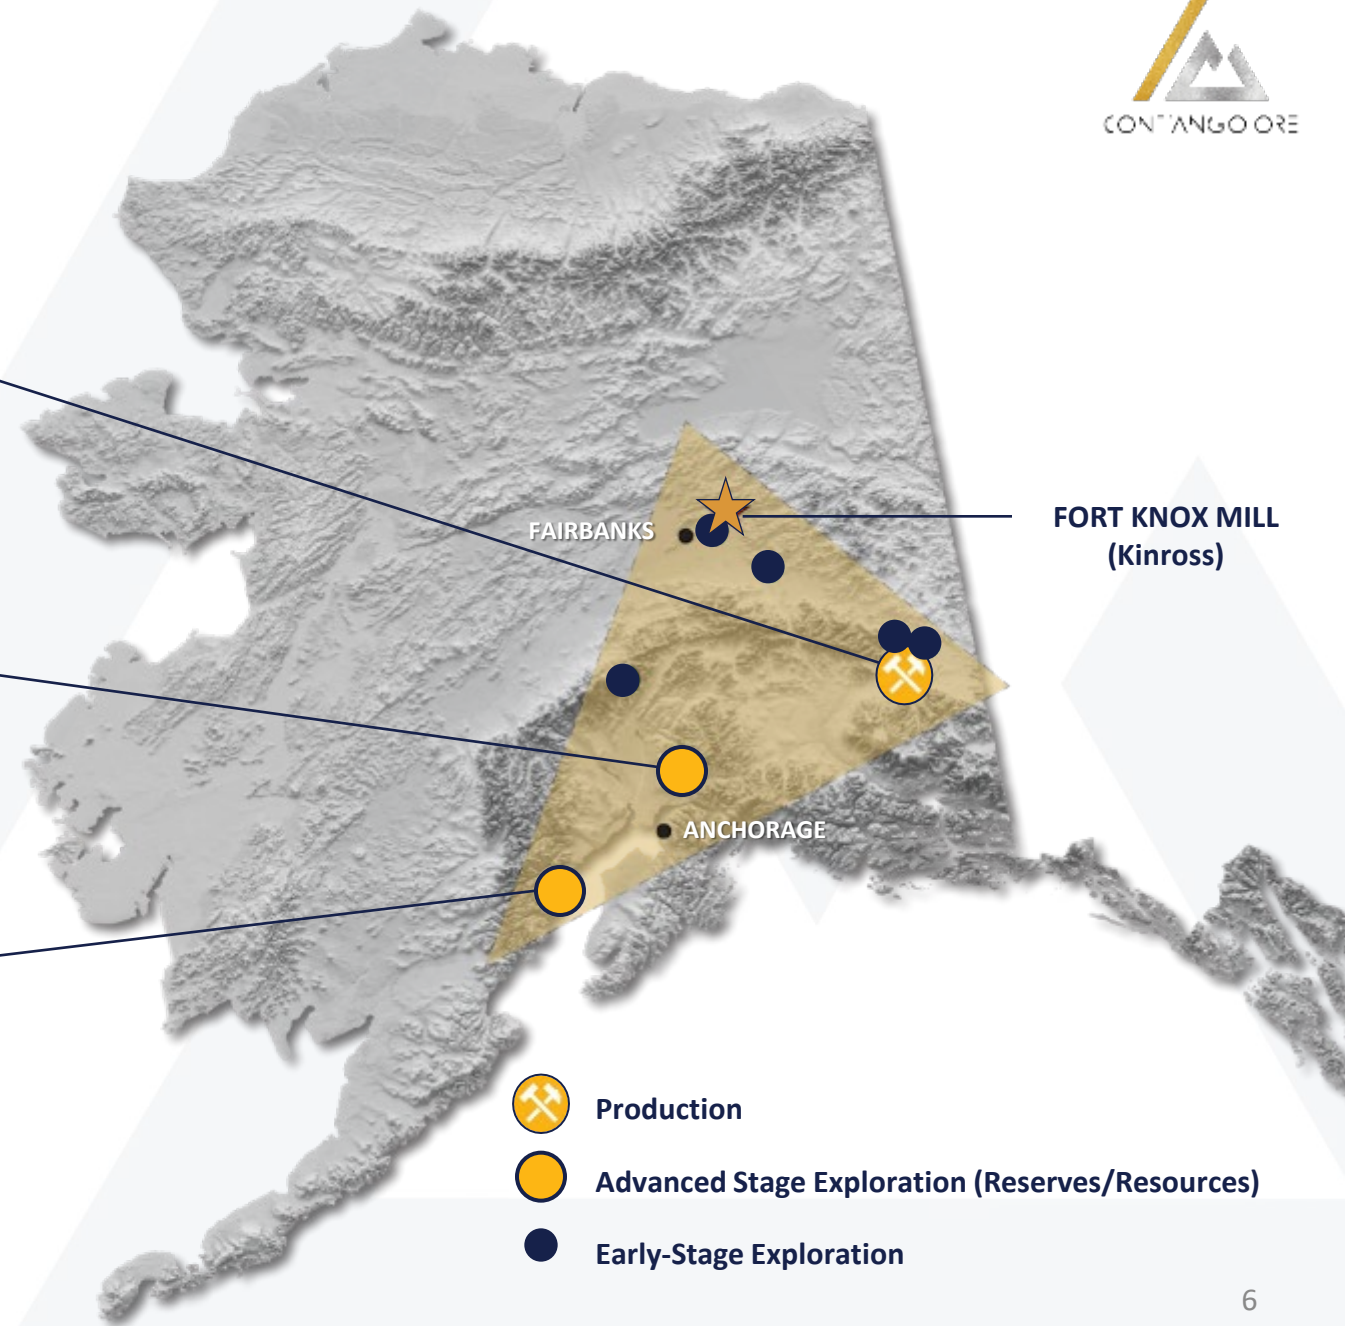 CONTANGO ORE
FORT KNOX MILL
(Kinross)
FAIRBANKS
ANCHORAGE
Production
Advanced Stage Exploration (Reserves/Resources)
Early-Stage Exploration
6